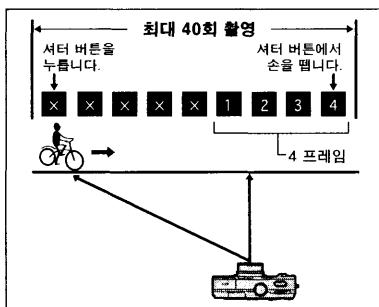 최대 40회 촬영
셔터 버튼을
누릅니다.
셔터 버튼에서
손을 뗍니다.
× × × × × 1 2 3 4
4 프레임